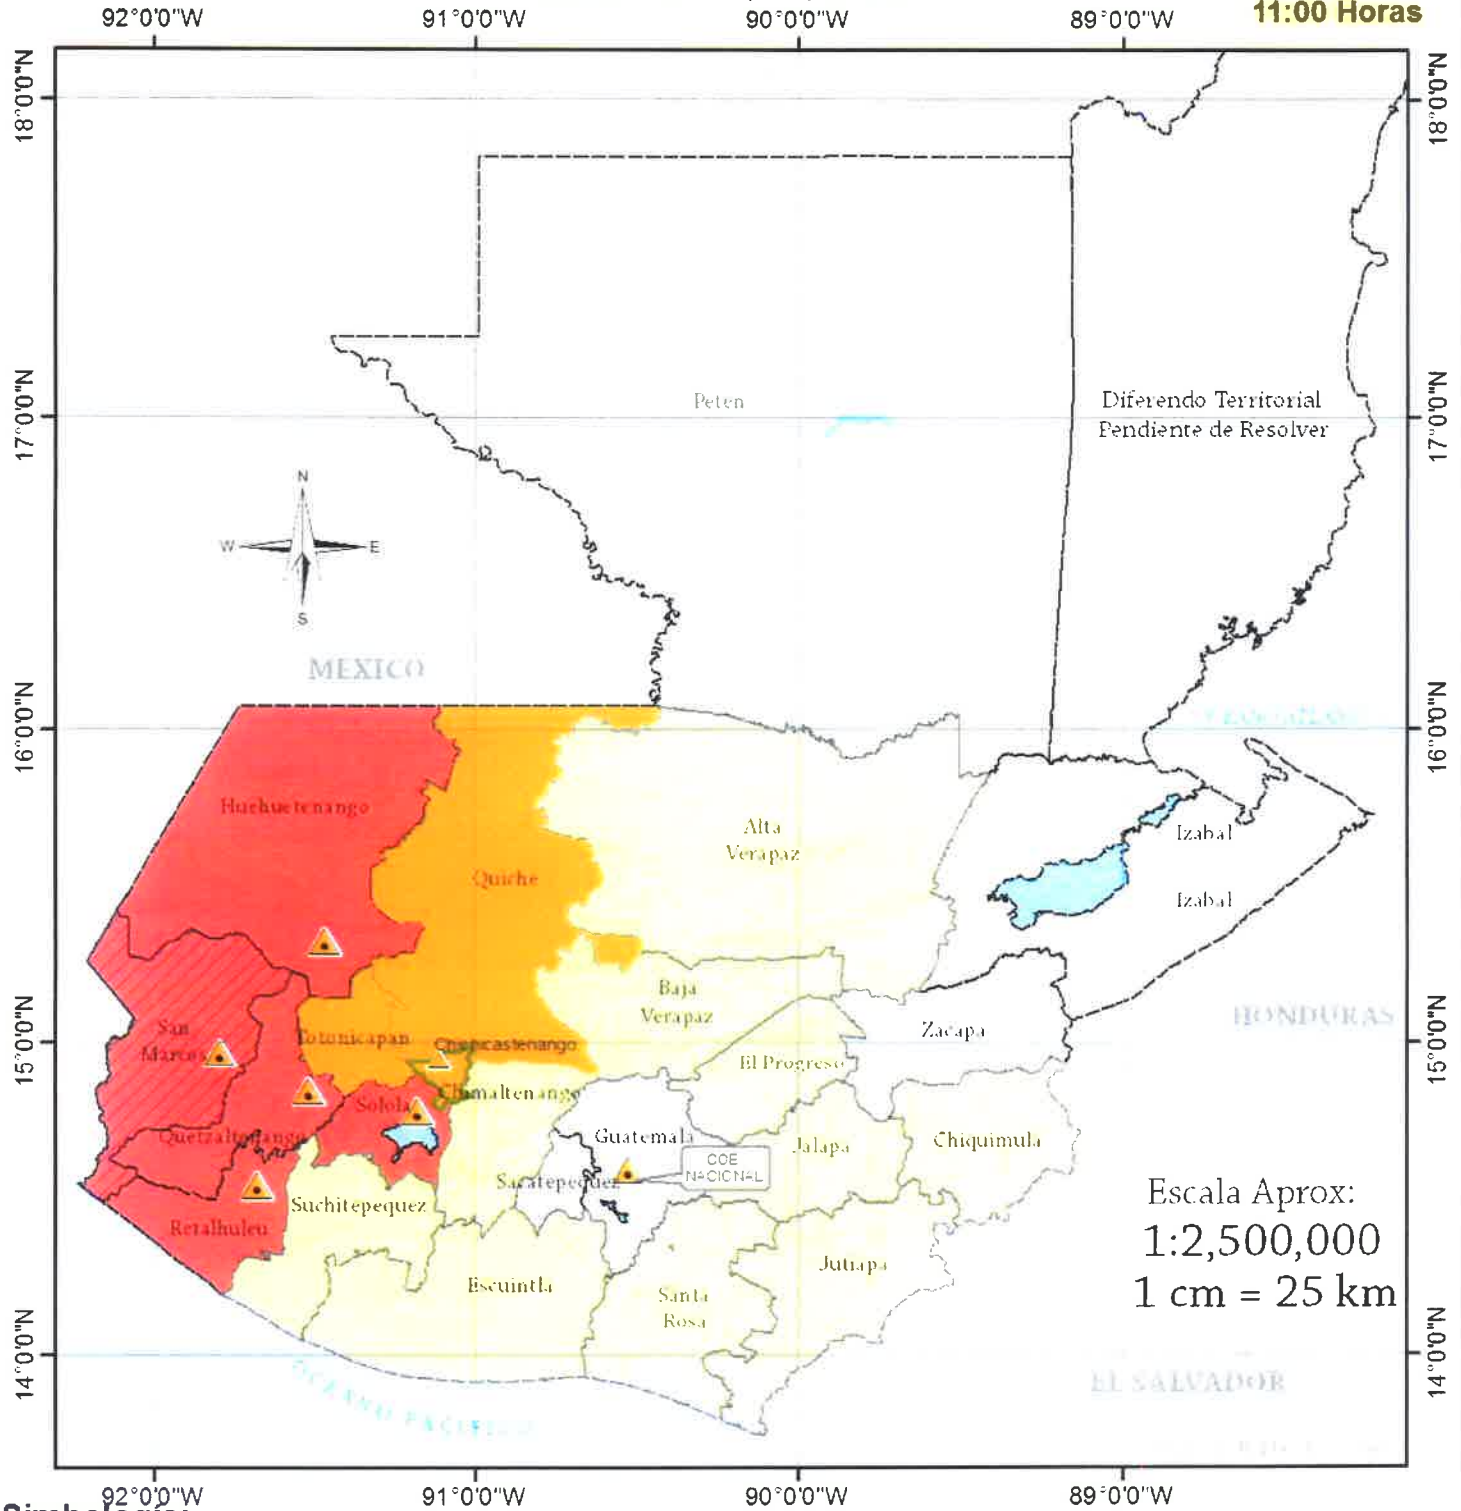 11:00 Horas
92°0'0"W 91°0'0"W 90°0'0"W 89°0'0"W
18°0'0"N 18°0'0"N
Peten
Diferendo Territorial
Pendiente de Resolver
17°0'0"N 17°0'0"N
N
W E
S
MEXICO
16°0'0"N 16°0'0"N
Huehuetenango
Alta
Verapaz
Izabal
Quiche
Izabal
Baja
Verapaz
HONDURAS
San
Marcos
Totonicapan
Zacapa
15°0'0"N 15°0'0"N
Chichicastenango
El Progreso
Chimaltenango
Solola
Quetzaltenango
Guatemala
Jalapa
Chiquimula
COE
NACIONAL
Sacatepequez
Suchitepequez
Retalhuleu
Escala Aprox:
1:2,500,000
1 cm = 25 km
Escuintla
Jutiapa
Santa
Rosa
14°0'0"N 14°0'0"N
OCEANO PACIFICO
EL SALVADOR
92°0'0"W 91°0'0"W 90°0'0"W 89°0'0"W
Simbología: